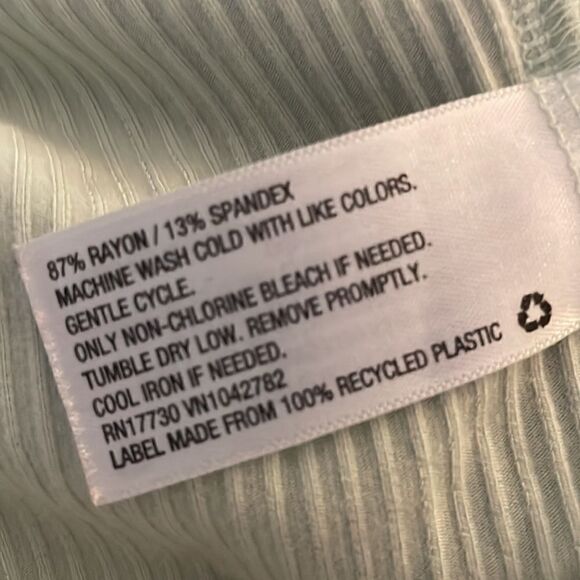 87% RAYON / 13% SPANDEX
MACHINE WASH COLD WITH LIKE COLORS.
GENTLE CYCLE.
ONLY NON-CHLORINE BLEACH IF NEEDED.
TUMBLE DRY LOW. REMOVE PROMPTLY.
COOL IRON IF NEEDED.
RN17730 VN1042782
LABEL MADE FROM 100% RECYCLED PLASTIC